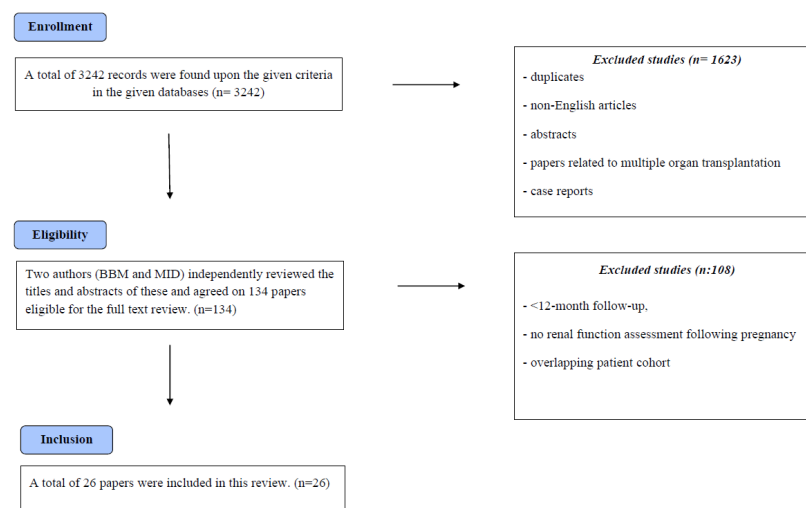 Enrollment
A total of 3242 records were found upon the given criteria
in the given databases (n= 3242)
Excluded studies (n= 1623)
- duplicates
- non-English articles
- abstracts
- papers related to multiple organ transplantation
- case reports
Eligibility
Two authors (BBM and MID) independently reviewed the
titles and abstracts of these and agreed on 134 papers
eligible for the full text review. (n=134)
Excluded studies (n:108)
- <12-month follow-up,
- no renal function assessment following pregnancy
- overlapping patient cohort
Inclusion
A total of 26 papers were included in this review. (n=26)